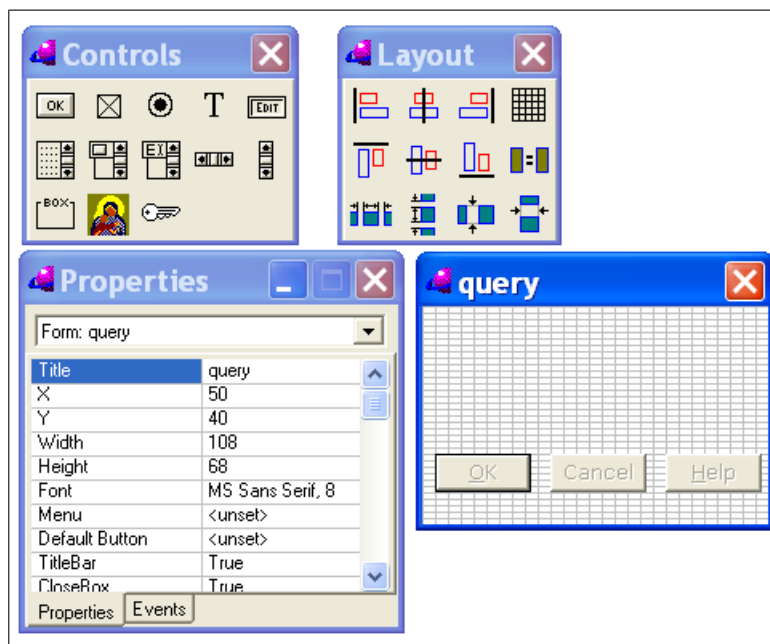 Controls
OK T EDIT
EI
BOX
Layout
Properties
Form: query
Title query
X 50
Y 40
Width 108
Height 68
Font MS Sans Serif, 8
Menu <unset>
Default Button <unset>
TitleBar True
CloseBox True
Properties Events
query
OK Cancel Help